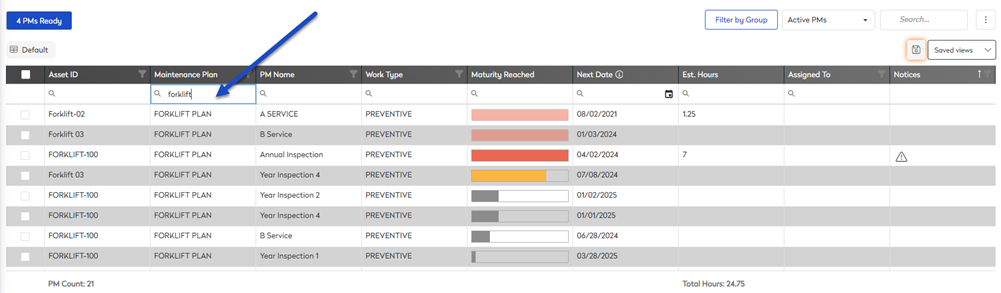 4 PMs Ready Filter by Group Active PMs Search...
Default Saved views
Asset ID Maintenance Plan PM Name Work Type Maturity Reached Next Date Est. Hours Assigned To Notices
forklift
Forklift-02 FORKLIFT PLAN A SERVICE PREVENTIVE 08/02/2021 1.25
Forklift 03 FORKLIFT PLAN B Service PREVENTIVE 01/03/2024
FORKLIFT-100 FORKLIFT PLAN Annual Inspection PREVENTIVE 04/02/2024 7
Forklift 03 FORKLIFT PLAN Year Inspection 4 PREVENTIVE 07/08/2024
FORKLIFT-100 FORKLIFT PLAN Year Inspection 2 PREVENTIVE 01/02/2025
FORKLIFT-100 FORKLIFT PLAN Year Inspection 4 PREVENTIVE 01/01/2025
FORKLIFT-100 FORKLIFT PLAN B Service PREVENTIVE 06/28/2024
FORKLIFT-100 FORKLIFT PLAN Year Inspection 1 PREVENTIVE 03/28/2025
PM Count: 21 Total Hours: 24.75